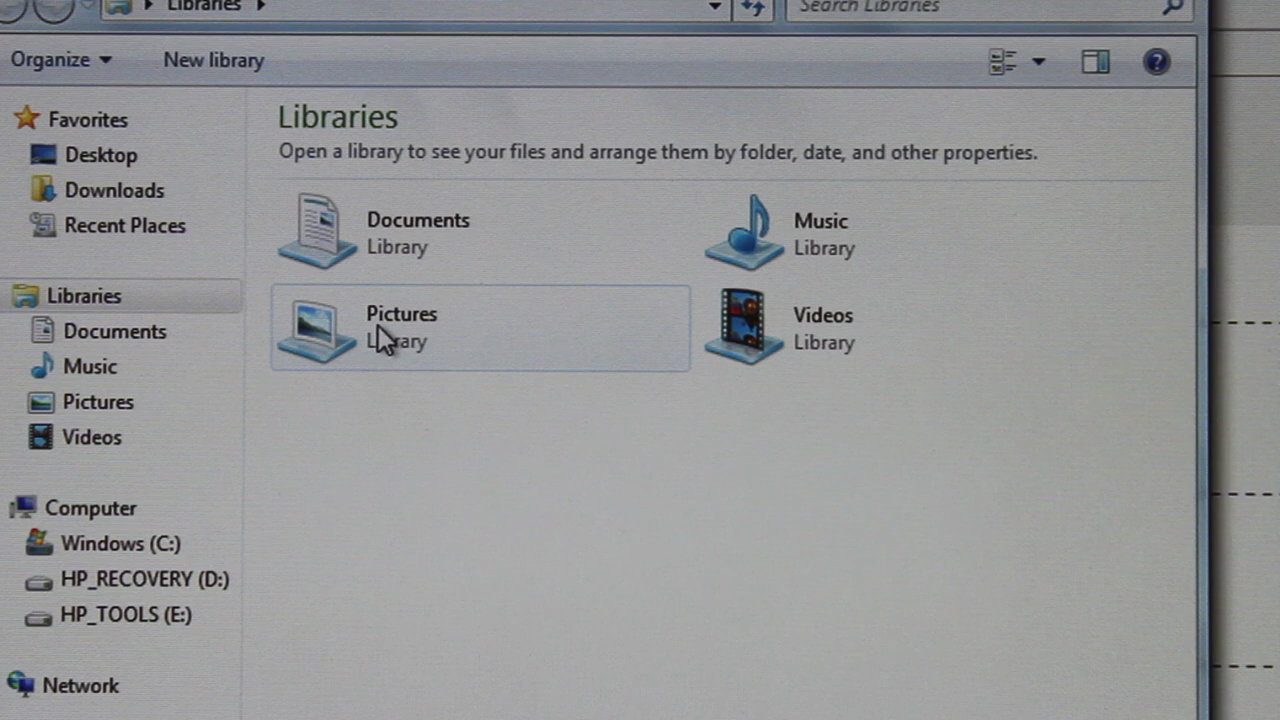 Libraries
Search Libraries
Organize
New library
Favorites
Desktop
Downloads
Recent Places
Libraries
Documents
Music
Pictures
Videos
Computer
Windows (C:)
HP_RECOVERY (D:)
HP_TOOLS (E:)
Network
Libraries
Open a library to see your files and arrange them by folder, date, and other properties.
Documents
Library
Music
Library
Pictures
Library
Videos
Library